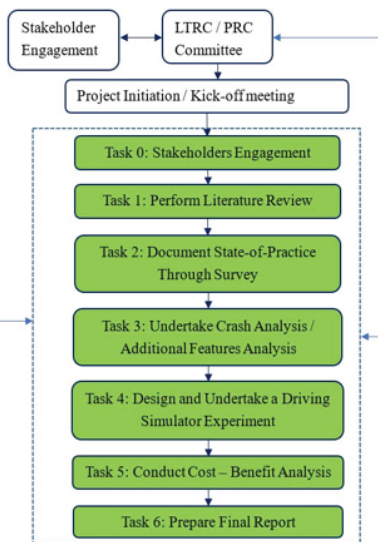 Stakeholder
Engagement
LTRC / PRC
Committee
Project Initiation / Kick-off meeting
Task 0: Stakeholders Engagement
Task 1: Perform Literature Review
Task 2: Document State-of-Practice
Through Survey
Task 3: Undertake Crash Analysis /
Additional Features Analysis
Task 4: Design and Undertake a Driving
Simulator Experiment
Task 5: Conduct Cost – Benefit Analysis
Task 6: Prepare Final Report